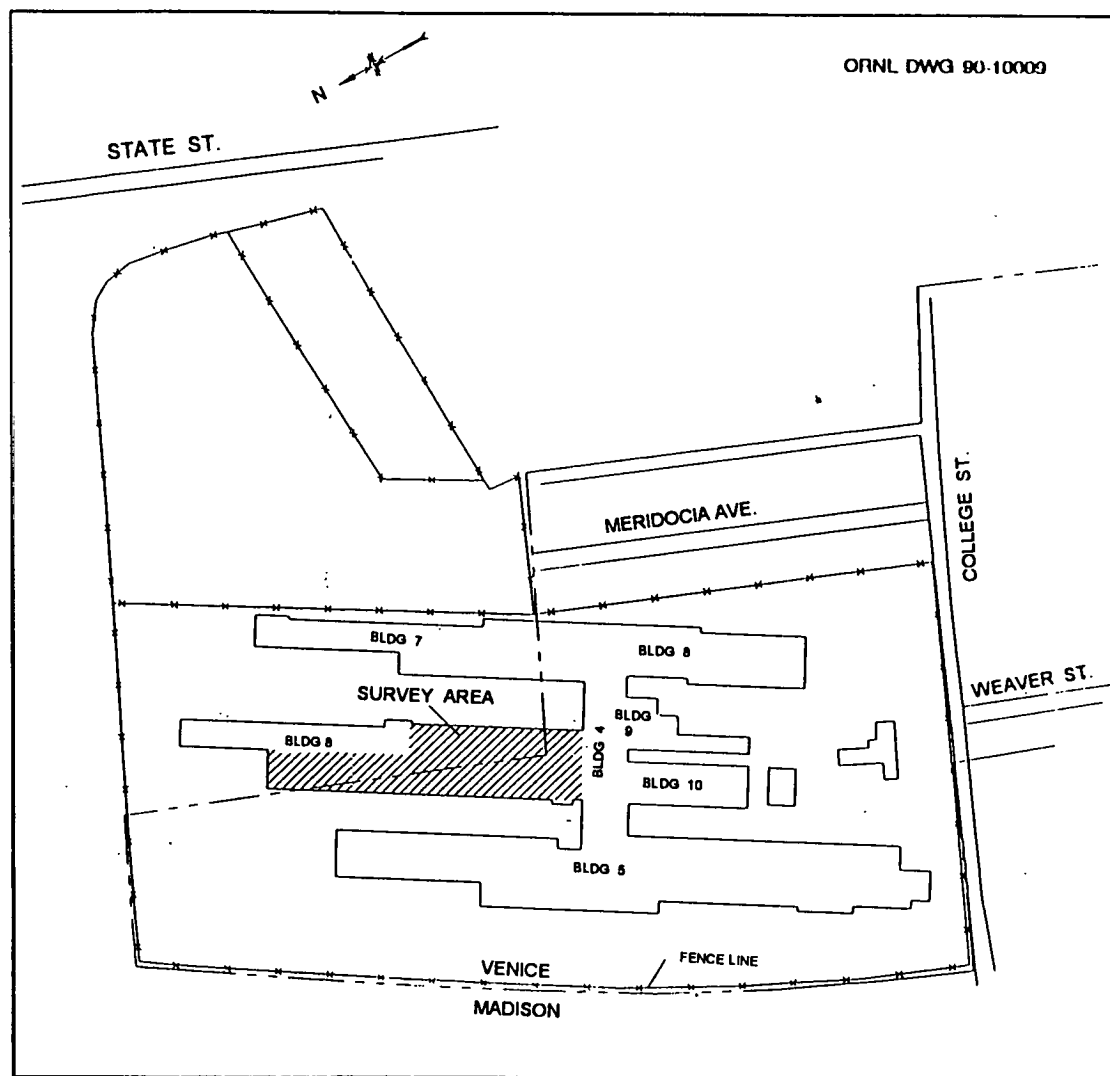 ORNL DWG 90-10009
N
STATE ST.
MERIDOCIA AVE.
COLLEGE ST.
BLDG 7
BLDG 8
WEAVER ST.
SURVEY AREA
BLDG 9
BLDG 4
BLDG 8
BLDG 10
BLDG 5
VENICE
FENCE LINE
MADISON